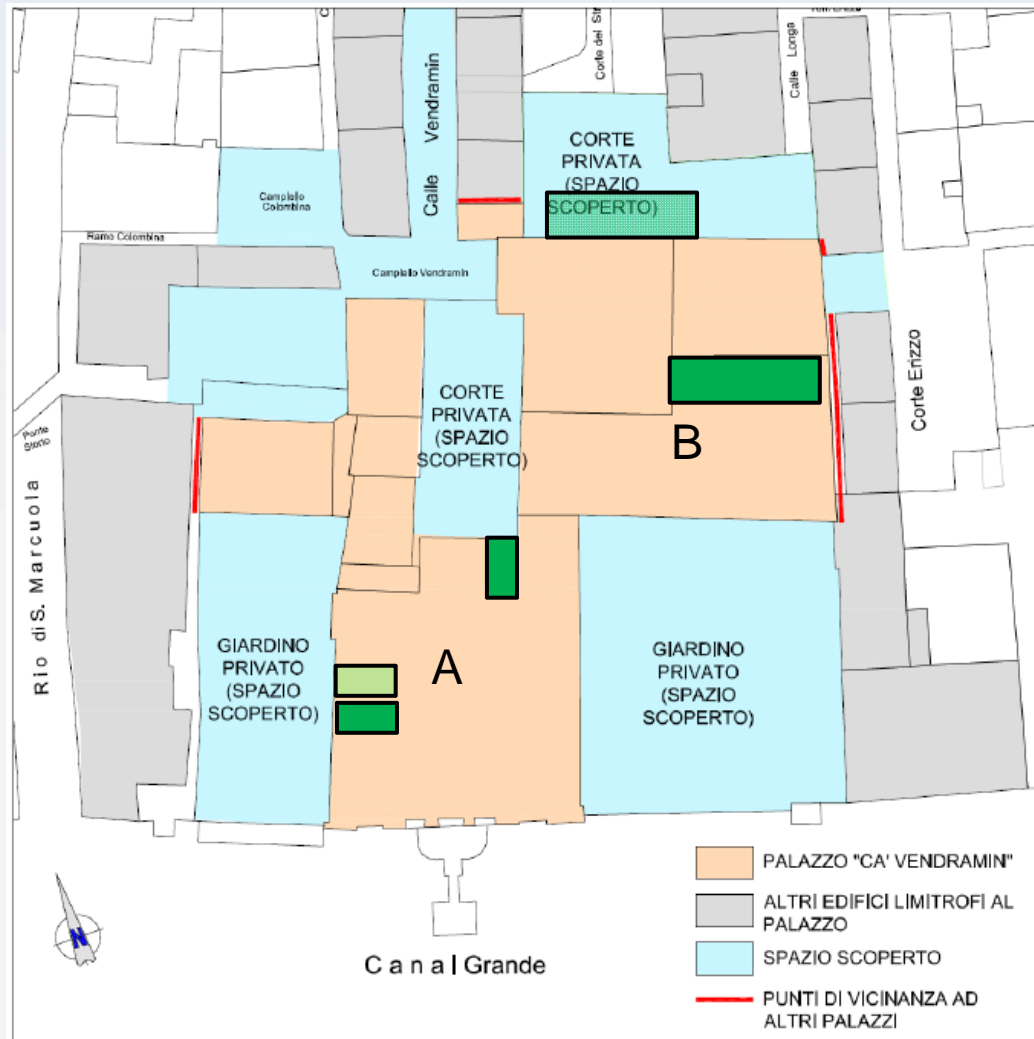 Corte del Str
Calle Longa
Calle Vendramin
CORTE
PRIVATA
(SPAZIO
SCOPERTO)
Campiello
Colombina
Ramo Colombina
Campiello Vendramin
CORTE
PRIVATA
(SPAZIO
SCOPERTO)
B
Corte Erizzo
Ponte
Storto
Rio di S. Marcuola
GIARDINO
PRIVATO
(SPAZIO
SCOPERTO)
A
GIARDINO
PRIVATO
(SPAZIO
SCOPERTO)
N
Canal Grande
PALAZZO "CA' VENDRAMIN"
ALTRI EDIFICI LIMITROFI AL
PALAZZO
SPAZIO SCOPERTO
PUNTI DI VICINANZA AD
ALTRI PALAZZI